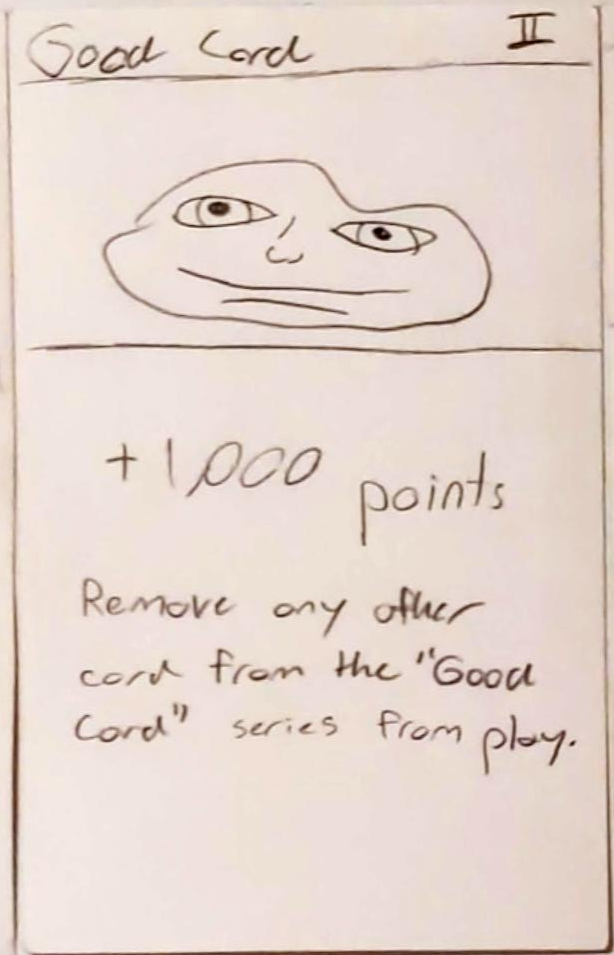 Good Card II
+1,000 points
Remove any other
card from the "Good
Card" series from play.